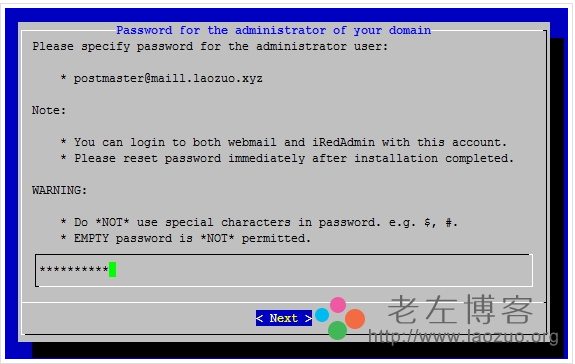 Password for the administrator of your domain
Please specify password for the administrator user:
* postmaster@maill.laozuo.xyz
Note:
* You can login to both webmail and iRedAdmin with this account.
* Please reset password immediately after installation completed.
WARNING:
* Do *NOT* use special characters in password. e.g. $, #.
* EMPTY password is *NOT* permitted.
**********
< Next >
老左博客
http://www.laozuo.org